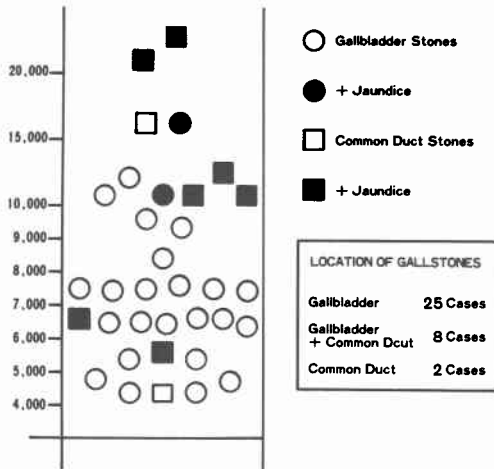 20,000
15,000
10,000
9,000
8,000
7,000
6,000
5,000
4,000
Gallbladder Stones
+ Jaundice
Common Duct Stones
+ Jaundice
LOCATION OF GALLSTONES
Gallbladder 25 Cases
Gallbladder
+ Common Dcut 8 Cases
Common Duct 2 Cases